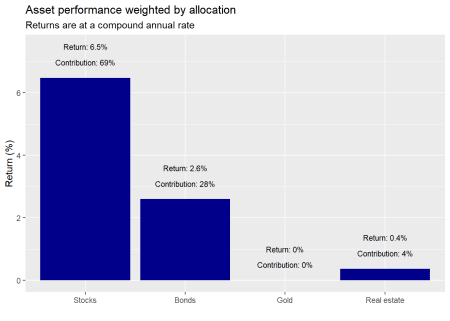 Asset performance weighted by allocation
Returns are at a compound annual rate
Return: 6.5%
Contribution: 69%
Return: 2.6%
Contribution: 28%
Return: 0%
Contribution: 0%
Return: 0.4%
Contribution: 4%
Return (%)
6
4
2
0
Stocks
Bonds
Gold
Real estate